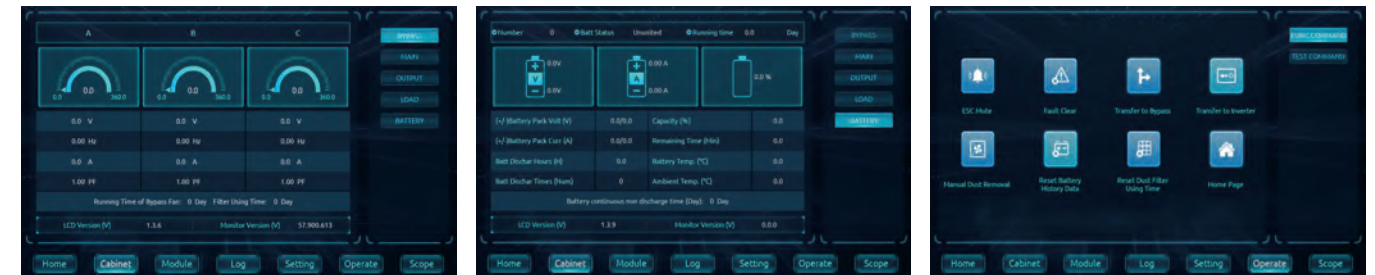 A B C BYPASS
MAIN
0.0 0.0 0.0 OUTPUT
0.0 360.0 0.0 360.0 0.0 360.0 LOAD
0.0 V 0.0 V 0.0 V BATTERY
0.00 Hz 0.00 Hz 0.00 Hz
0.0 A 0.0 A 0.0 A
1.00 PF 1.00 PF 1.00 PF
Running Time of Bypass Fan: 0 Day Filter Using Time: 0 Day
LCD Version (V) 1.3.6 Monitor Version (V) 57.900.613
Home Cabinet Module Log Setting Operate Scope
Number 0 Batt Status Unusited Running time 0.0 Day BYPASS
MAIN
0.0V 0.00 A OUTPUT
V A 0.0 %
0.0V 0.00 A LOAD
(+/-)Battery Pack Volt (V) 0.0/0.0 Capacity (%) 0.0 BATTERY
(+/-)Battery Pack Curr (A) 0.0/0.0 Remaining Time (Min) 0.0
Batt Dischar Hours (H) 0.0 Battery Temp. (°C) 0.0
Batt Dischar Times (Num) 0 Ambient Temp. (°C) 0.0
Battery continuous non discharge time (Day): 0 Day
LCD Version (V) 1.3.9 Monitor Version (V) 0.0.0
Home Cabinet Module Log Setting Operate Scope
FUNC.COMMAND
TEST COMMAND
ESC Mute Fault Clear Transfer to Bypass Transfer to Inverter
Manual Dust Removal Reset Battery History Data Reset Dust Filter Using Time Home Page
Home Cabinet Module Log Setting Operate Scope